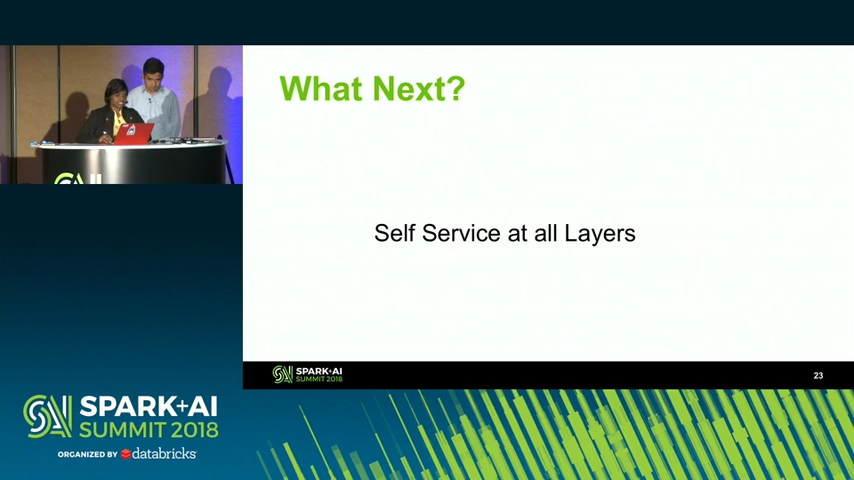 What Next?
Self Service at all Layers
SPARK+AI
SUMMIT 2018
23
SPARK+AI
SUMMIT 2018
ORGANIZED BY databricks